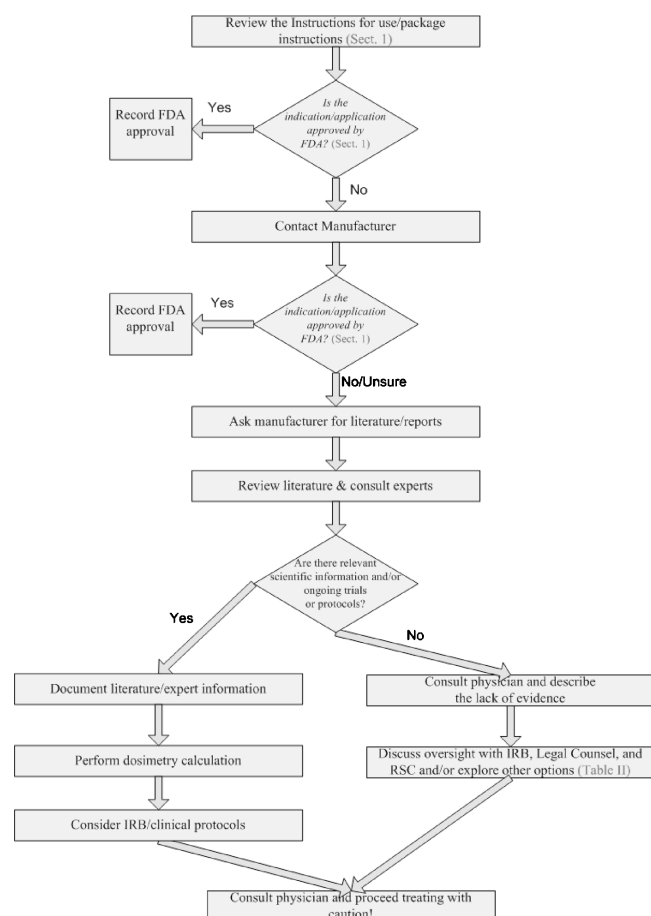 Review the Instructions for use/package
instructions (Sect. 1)
Record FDA
approval
Yes
Is the
indication/application
approved by
FDA? (Sect. 1)
No
Contact Manufacturer
Record FDA
approval
Yes
Is the
indication/application
approved by
FDA? (Sect. 1)
No/Unsure
Ask manufacturer for literature/reports
Review literature & consult experts
Are there relevant
scientific information and/or
ongoing trials
or protocols?
Yes
No
Document literature/expert information
Consult physician and describe
the lack of evidence
Perform dosimetry calculation
Discuss oversight with IRB, Legal Counsel, and
RSC and/or explore other options (Table II)
Consider IRB/clinical protocols
Consult physician and proceed treating with
caution!